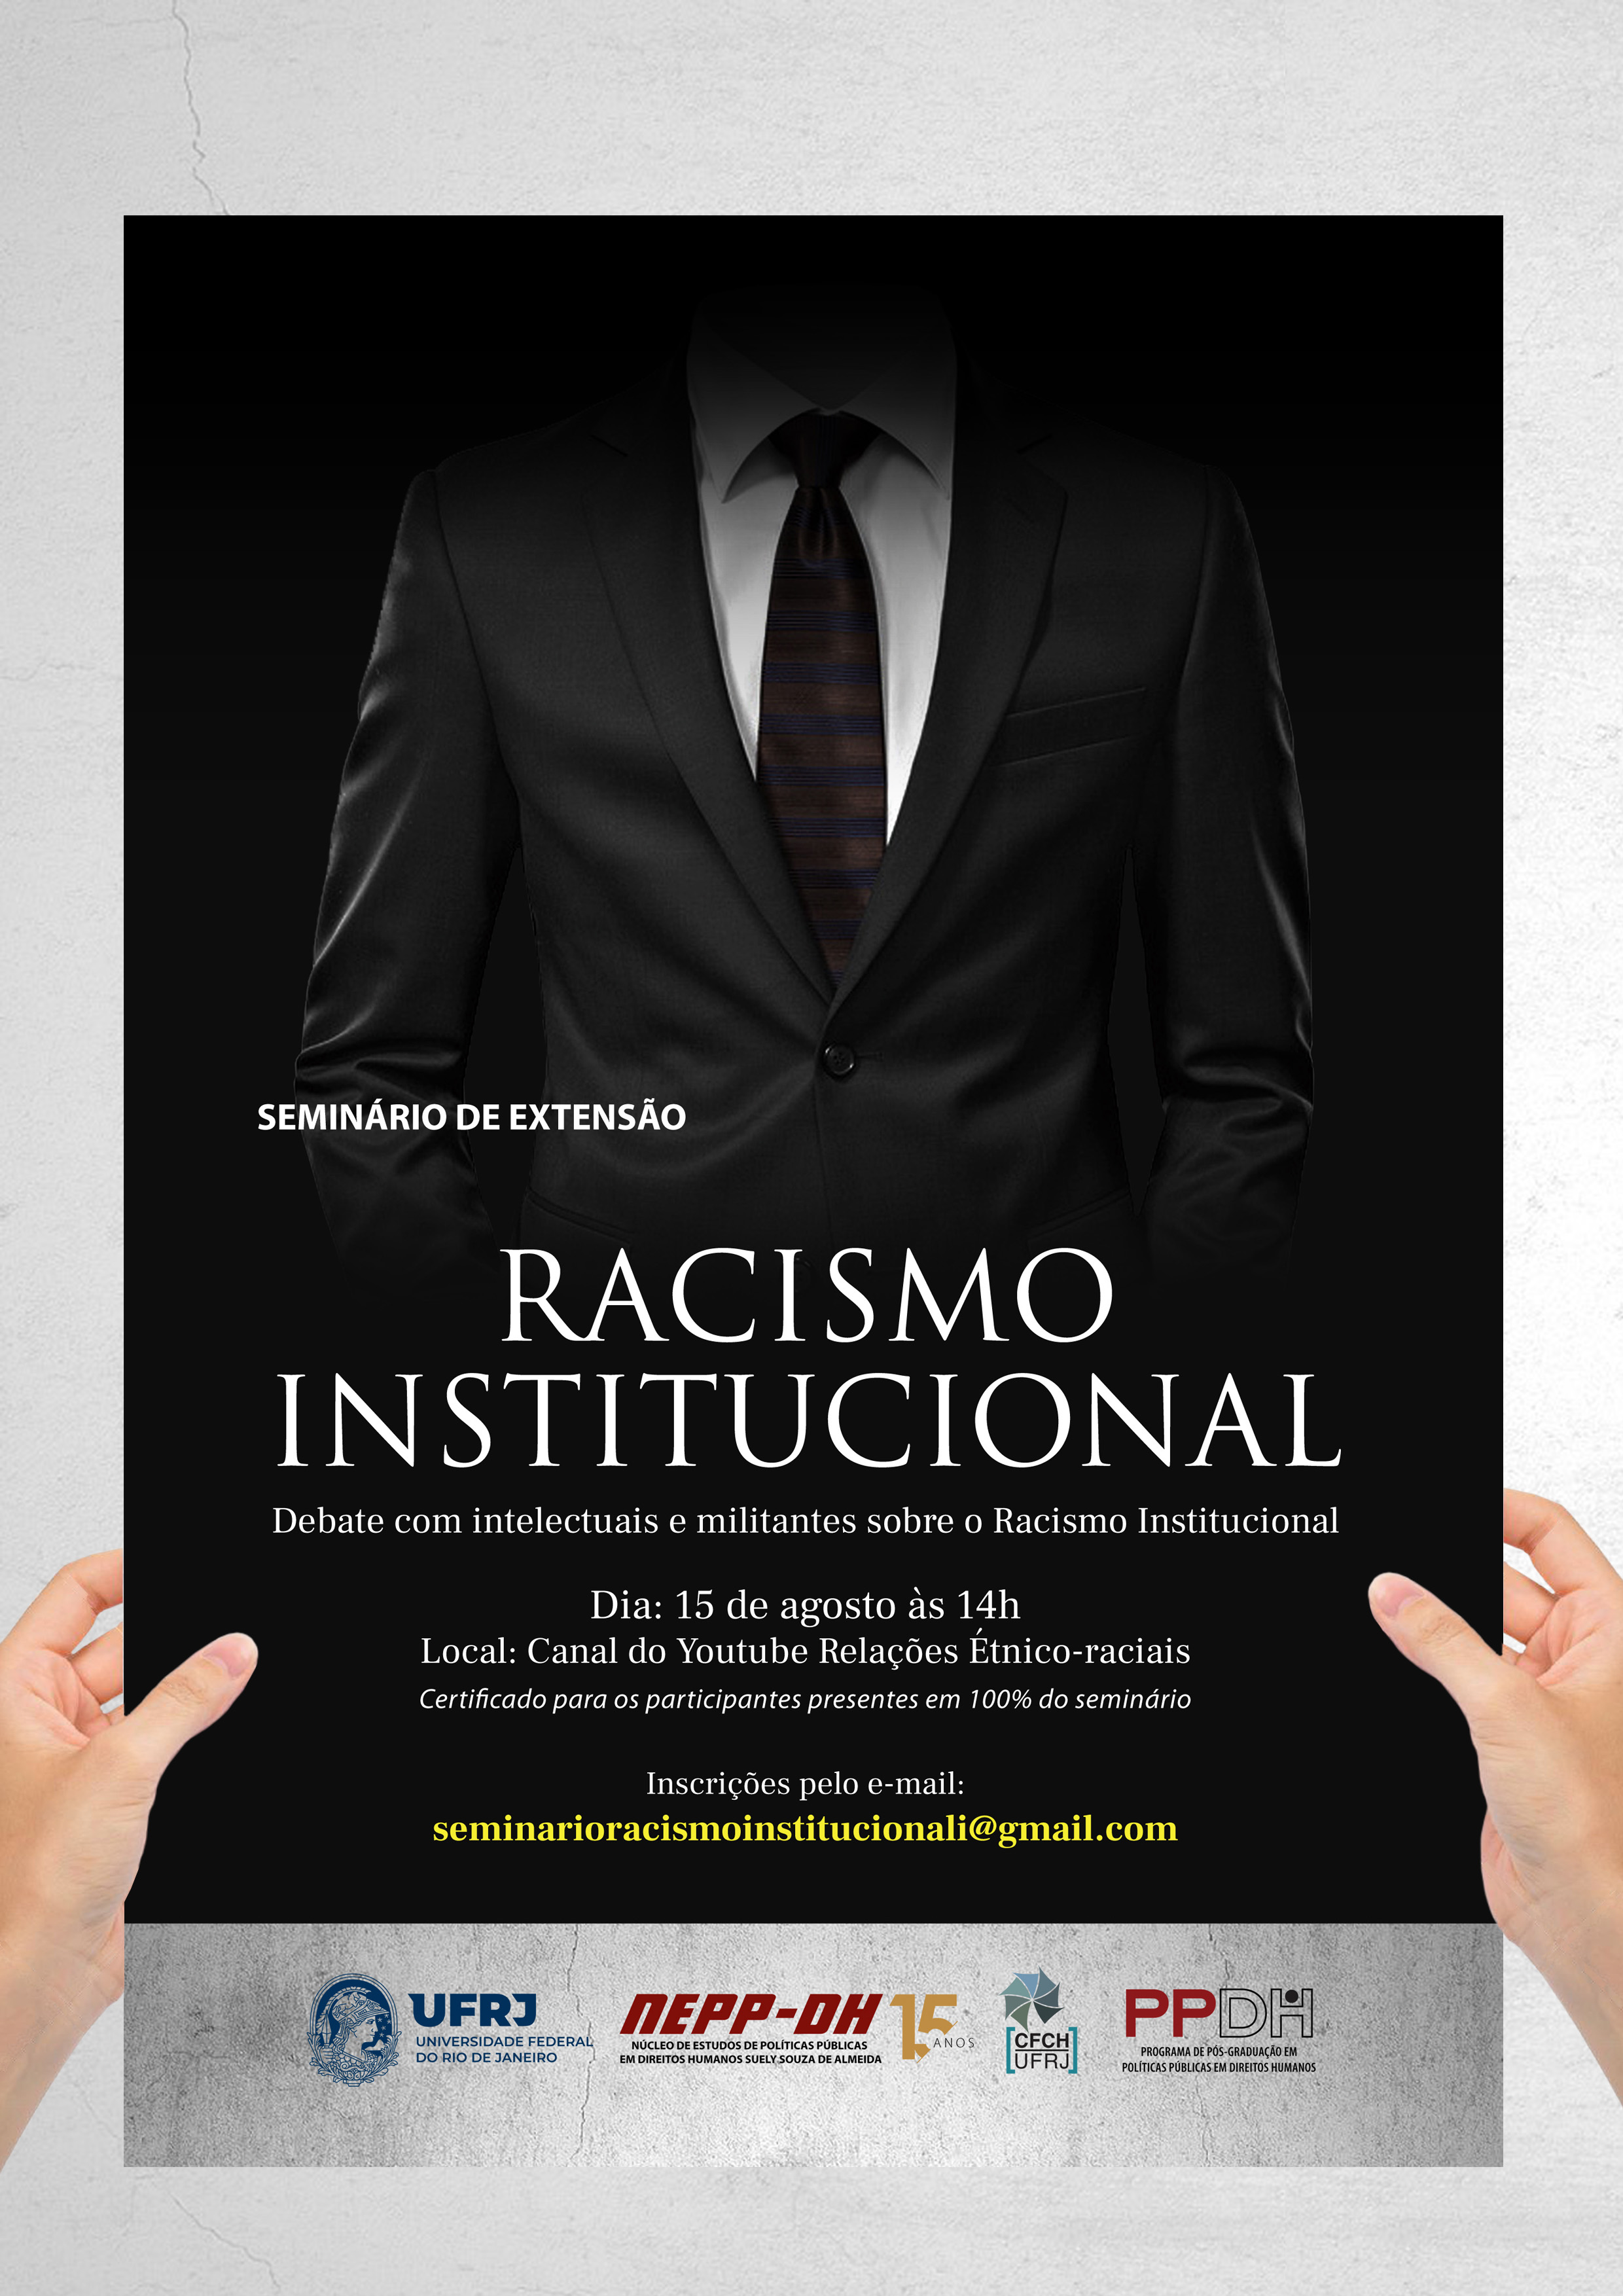 SEMINÁRIO DE EXTENSÃO
RACISMO
INSTITUCIONAL
Debate com intelectuais e militantes sobre o Racismo Institucional
Dia: 15 de agosto às 14h
Local: Canal do Youtube Relações Étnico-raciais
Certificado para os participantes presentes em 100% do seminário
Inscrições pelo e-mail:
seminarioracismoinstitucionali@gmail.com
UFRJ
UNIVERSIDADE FEDERAL
DO RIO DE JANEIRO
NEPP-DH
NÚCLEO DE ESTUDOS DE POLÍTICAS PÚBLICAS
EM DIREITOS HUMANOS SUELY SOUZA DE ALMEIDA
15
ANOS
CFCH
UFRJ
PPDH
PROGRAMA DE PÓS-GRADUAÇÃO EM
POLÍTICAS PÚBLICAS EM DIREITOS HUMANOS